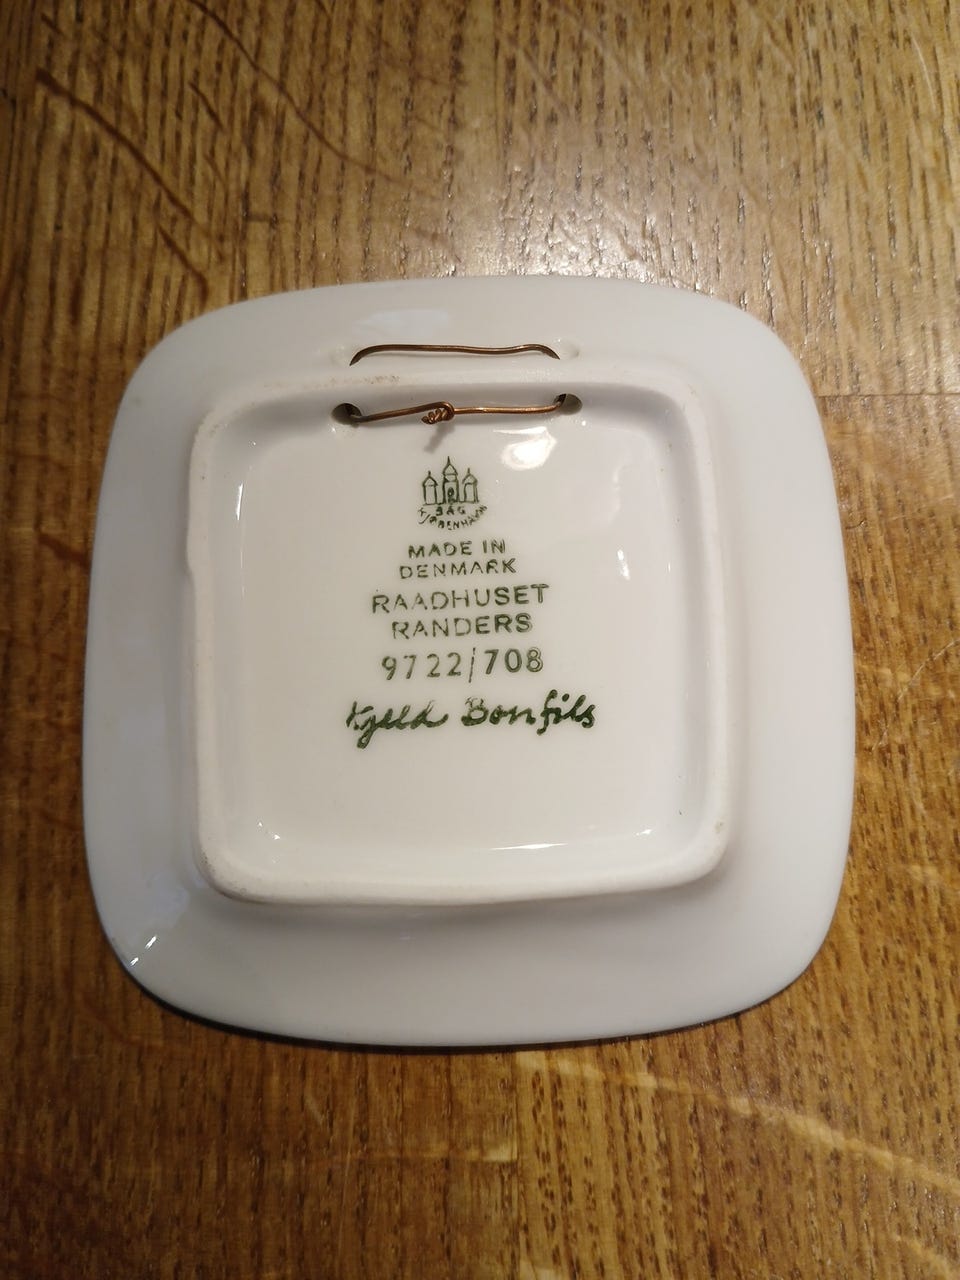 B&G
KJØBENHAVN
MADE IN
DENMARK
RAADHUSET
RANDERS
9722/708
Kjeld Bonfils